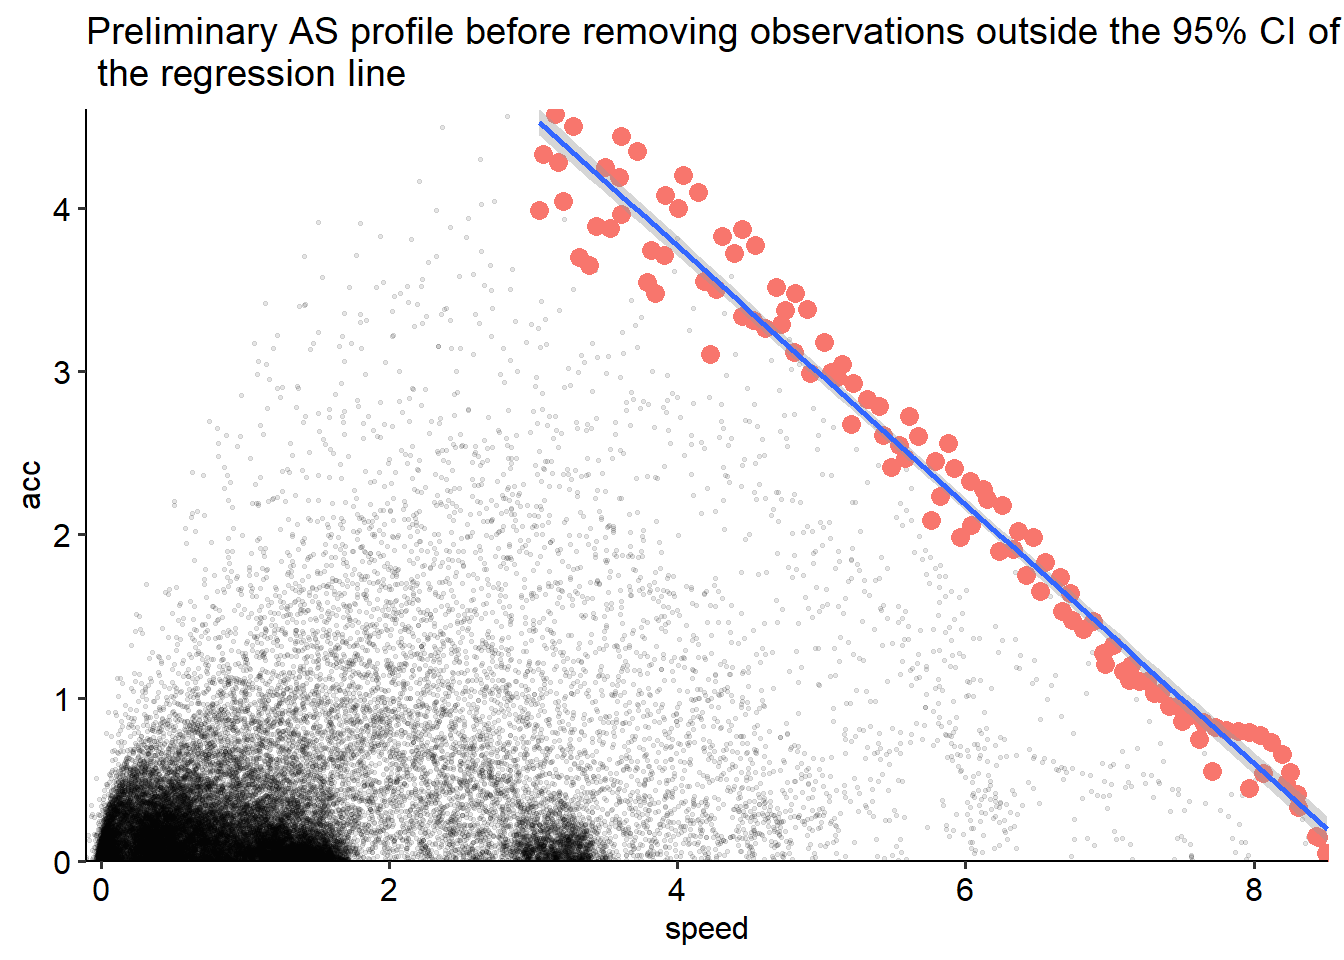 Preliminary AS profile before removing observations outside the 95% CI of
the regression line
4
3
2
1
0
acc
0 2 4 6 8
speed